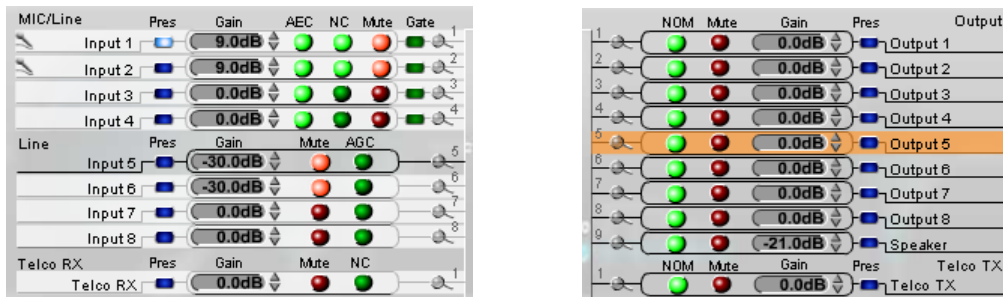 MIC/Line Pres Gain AEC NC Mute Gate
Input 1 9.0dB 1
Input 2 9.0dB 2
Input 3 0.0dB 3
Input 4 0.0dB 4
Line Pres Gain Mute AGC
Input 5 -30.0dB 5
Input 6 -30.0dB 6
Input 7 0.0dB 7
Input 8 0.0dB 8
Telco RX Pres Gain Mute NC
Telco RX 0.0dB 1
NOM Mute Gain Pres Output
1 0.0dB Output 1
2 0.0dB Output 2
3 0.0dB Output 3
4 0.0dB Output 4
5 0.0dB Output 5
6 0.0dB Output 6
7 0.0dB Output 7
8 0.0dB Output 8
9 -21.0dB Speaker
NOM Mute Gain Pres Telco TX
1 0.0dB Telco TX